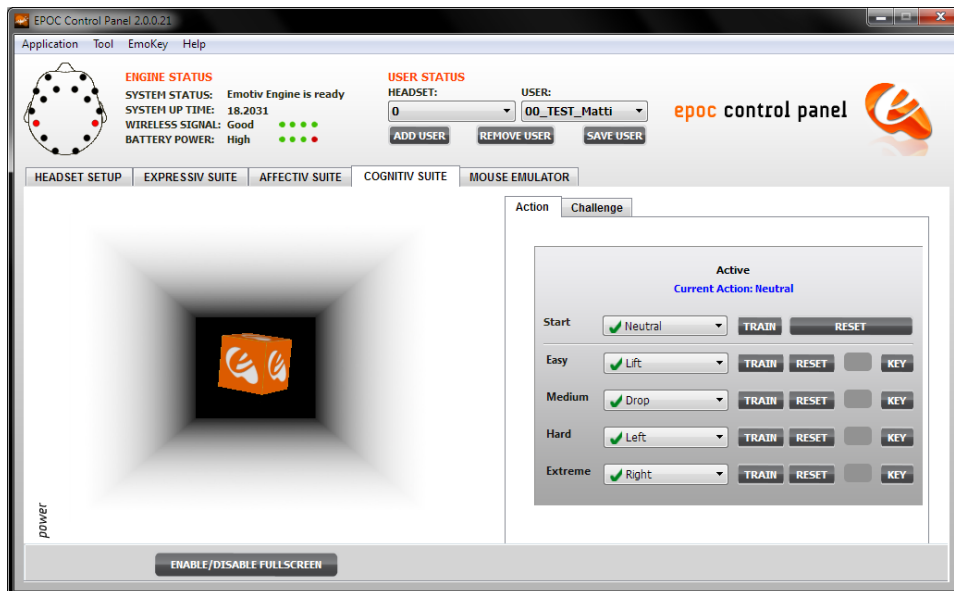 EPOC Control Panel 2.0.0.21
Application Tool EmoKey Help
ENGINE STATUS
SYSTEM STATUS: Emotiv Engine is ready
SYSTEM UP TIME: 18.2031
WIRELESS SIGNAL: Good
BATTERY POWER: High
USER STATUS
HEADSET: USER:
0 00_TEST_Matti
ADD USER REMOVE USER SAVE USER
epoc control panel
HEADSET SETUP EXPRESSIV SUITE AFFECTIV SUITE COGNITIV SUITE MOUSE EMULATOR
Action Challenge
Active
Current Action: Neutral
Start Neutral TRAIN RESET
Easy Lift TRAIN RESET KEY
Medium Drop TRAIN RESET KEY
Hard Left TRAIN RESET KEY
Extreme Right TRAIN RESET KEY
power
ENABLE/DISABLE FULLSCREEN